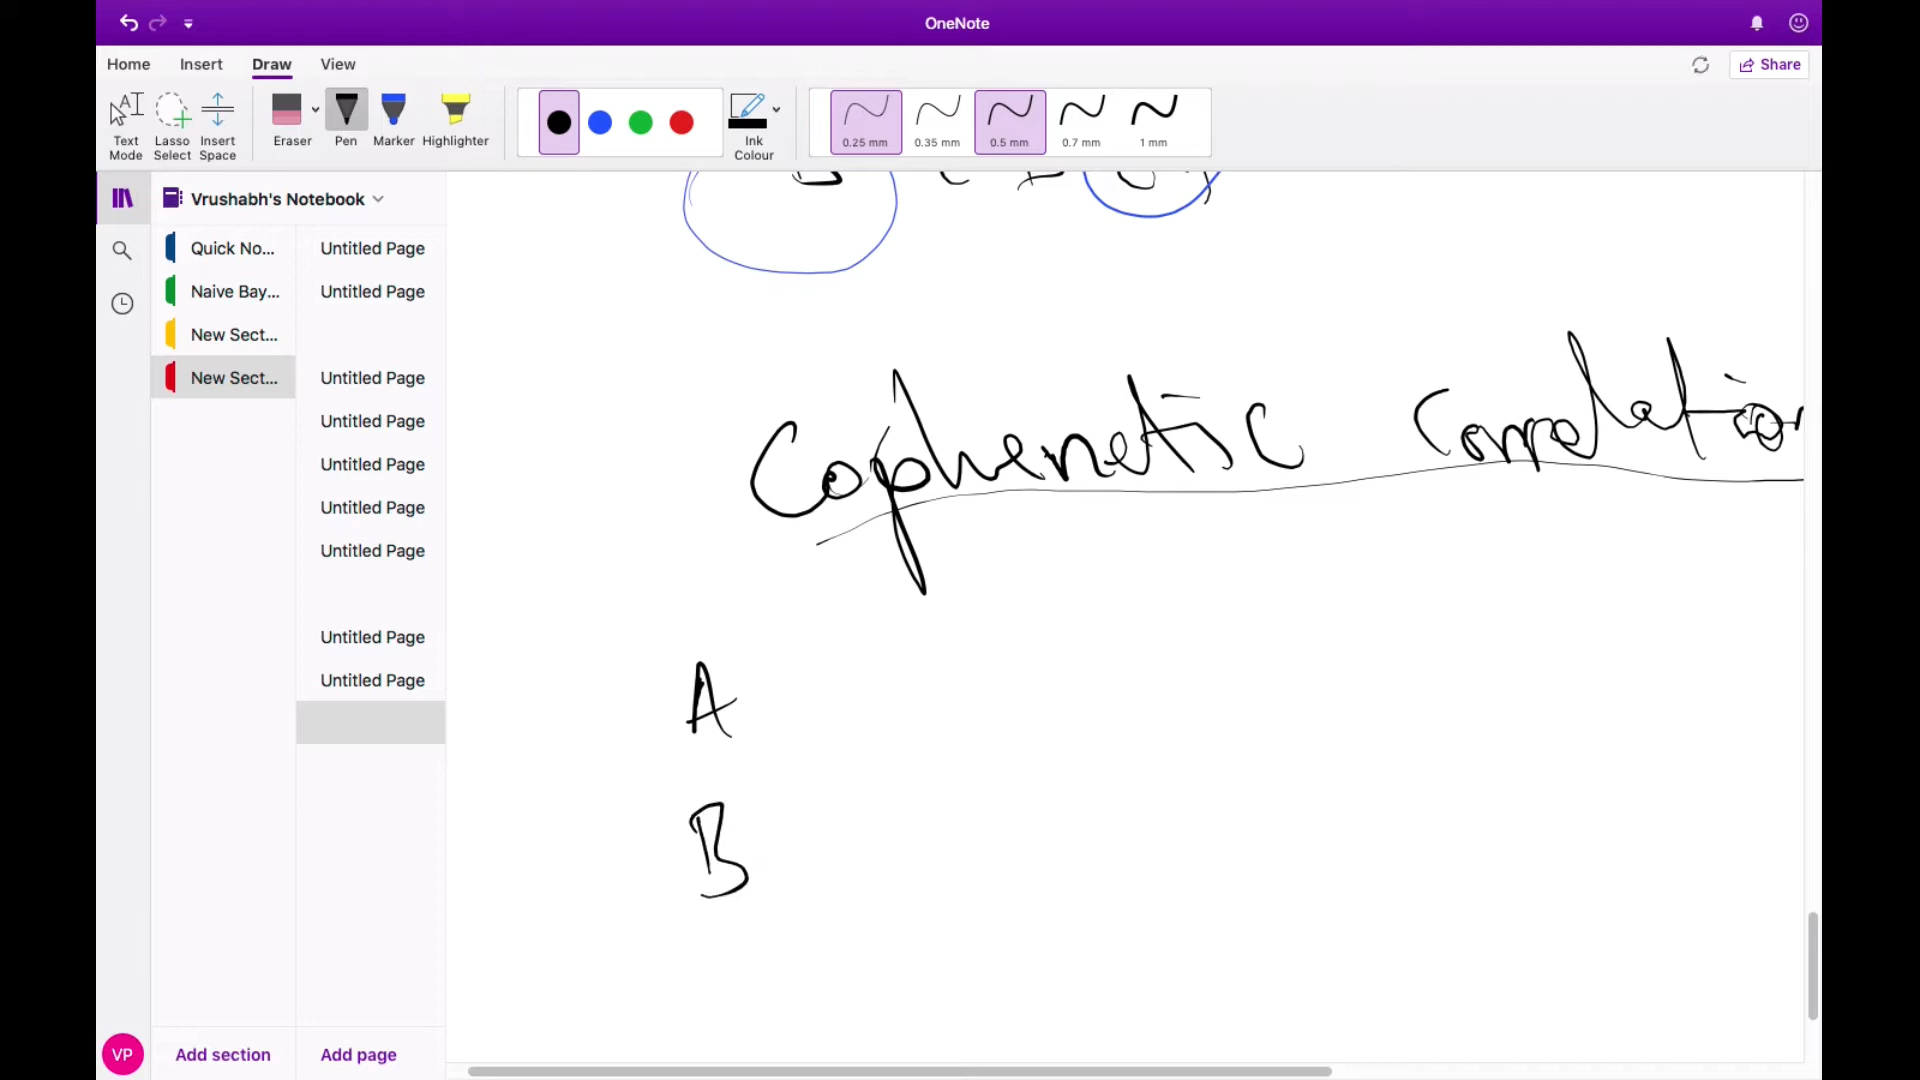 OneNote
Home Insert Draw View
Share
Text Mode
Lasso Select
Insert Space
Eraser
Pen
Marker
Highlighter
Ink Colour
0.25 mm
0.35 mm
0.5 mm
0.7 mm
1 mm
Vrushabh's Notebook
Quick No...
Naive Bay...
New Sect...
New Sect...
Untitled Page
Untitled Page
Untitled Page
Untitled Page
Untitled Page
Untitled Page
Untitled Page
Untitled Page
Untitled Page
Cophenetic Correlation
A
B
VP
Add section
Add page